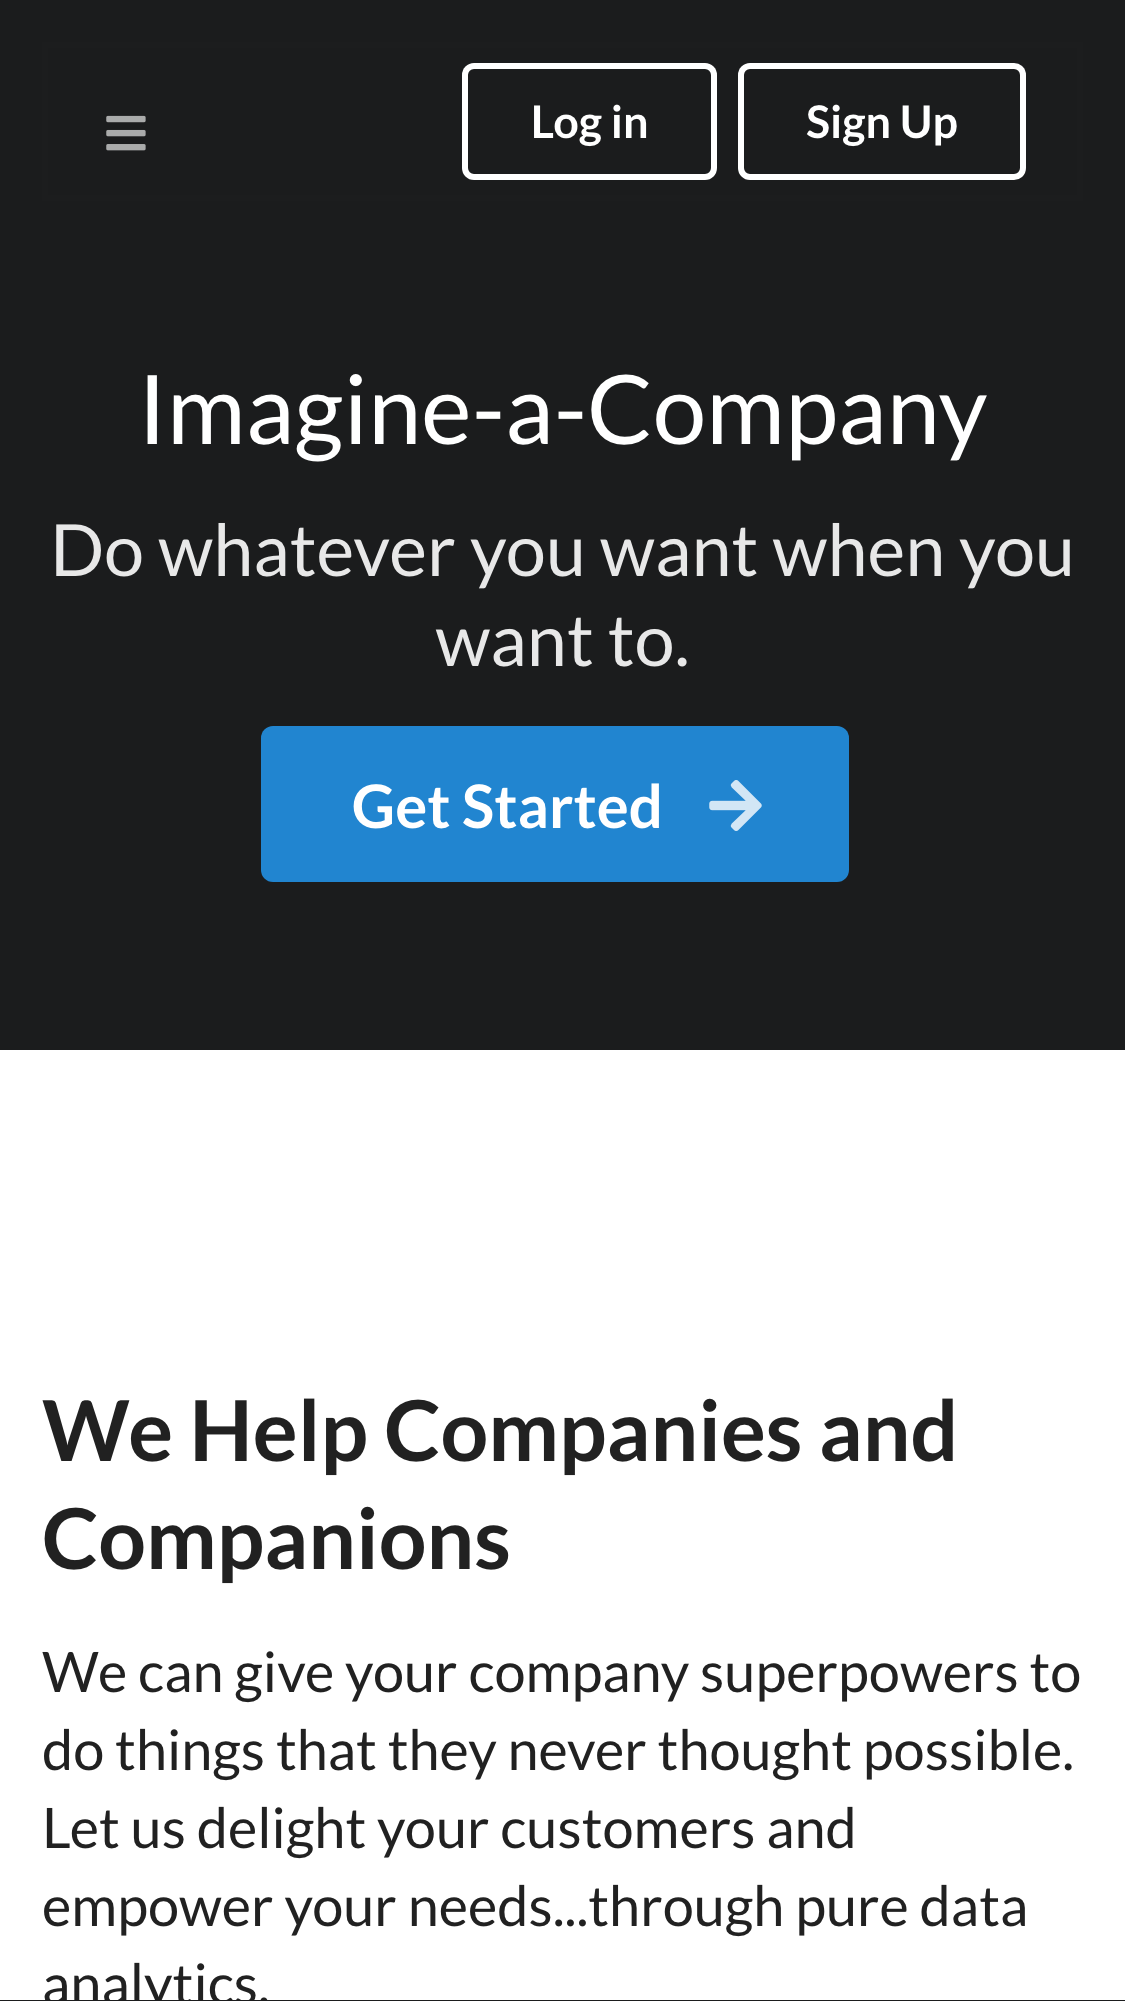 Log in
Sign Up
Imagine-a-Company
Do whatever you want when you
want to.
Get Started
We Help Companies and
Companions
We can give your company superpowers to
do things that they never thought possible.
Let us delight your customers and
empower your needs...through pure data
analytics.